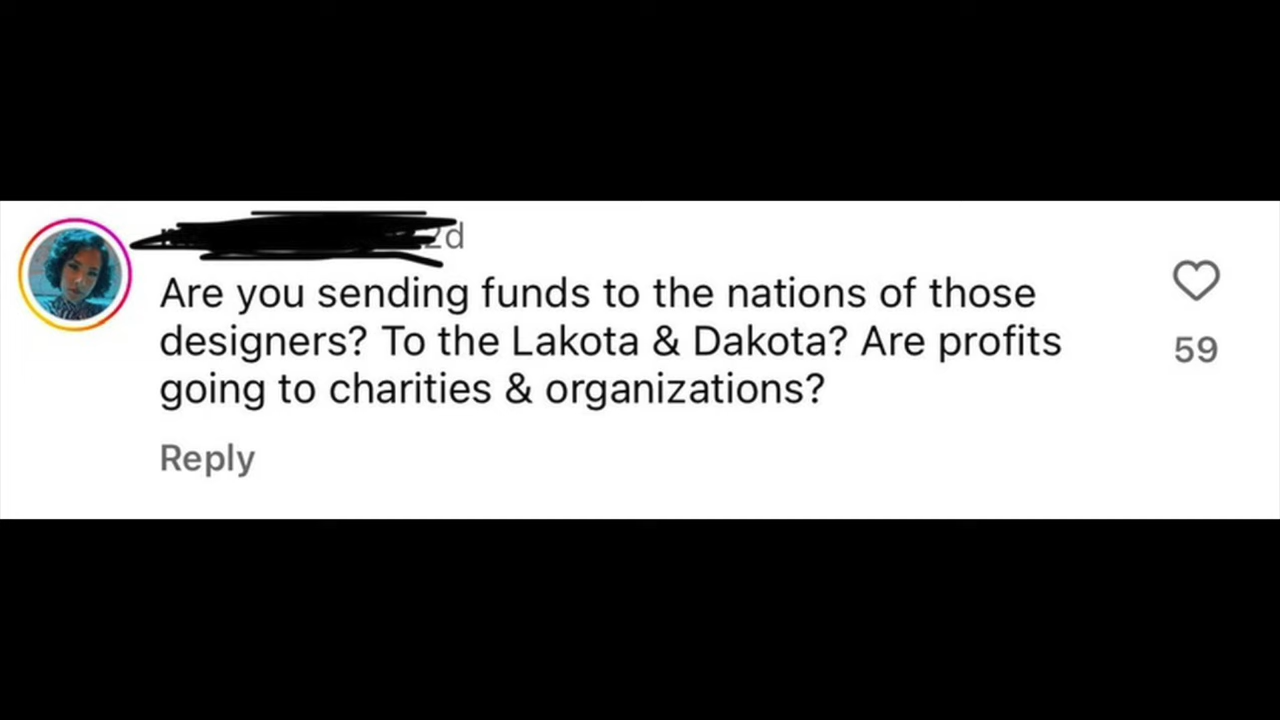 2d
Are you sending funds to the nations of those
designers? To the Lakota & Dakota? Are profits
going to charities & organizations?
59
Reply